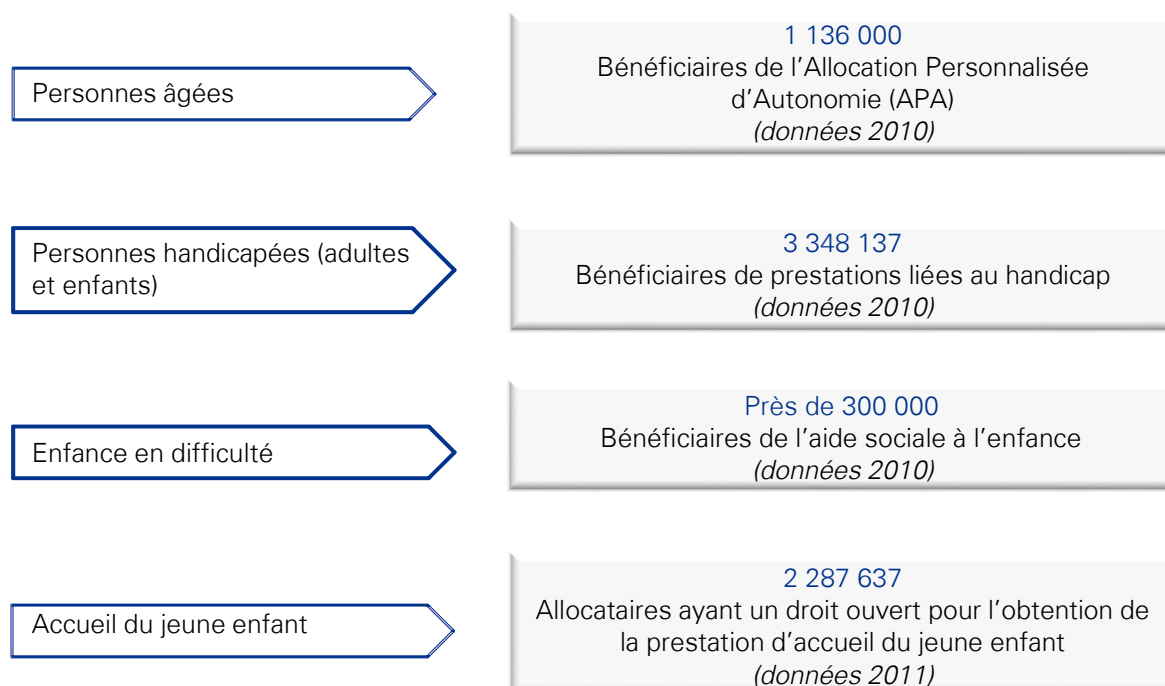 Personnes âgées
1 136 000
Bénéficiaires de l'Allocation Personnalisée
d'Autonomie (APA)
(données 2010)
Personnes handicapées (adultes
et enfants)
3 348 137
Bénéficiaires de prestations liées au handicap
(données 2010)
Enfance en difficulté
Près de 300 000
Bénéficiaires de l'aide sociale à l'enfance
(données 2010)
Accueil du jeune enfant
2 287 637
Allocataires ayant un droit ouvert pour l'obtention de
la prestation d'accueil du jeune enfant
(données 2011)